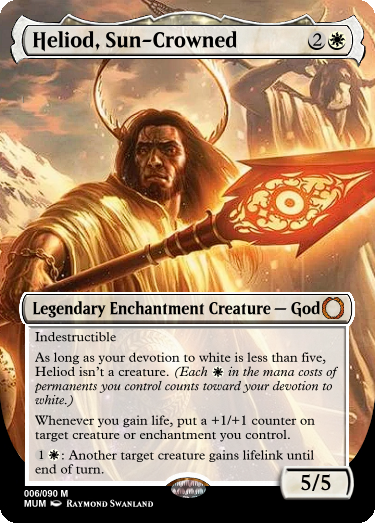 Heliod, Sun-Crowned 2
Legendary Enchantment Creature — God
Indestructible
As long as your devotion to white is less than five,
Heliod isn't a creature. (Each in the mana costs of
permanents you control counts toward your devotion to
white.)
Whenever you gain life, put a +1/+1 counter on
target creature or enchantment you control.
1 : Another target creature gains lifelink until
end of turn.
5/5
006/090 M
MUM Raymond Swanland